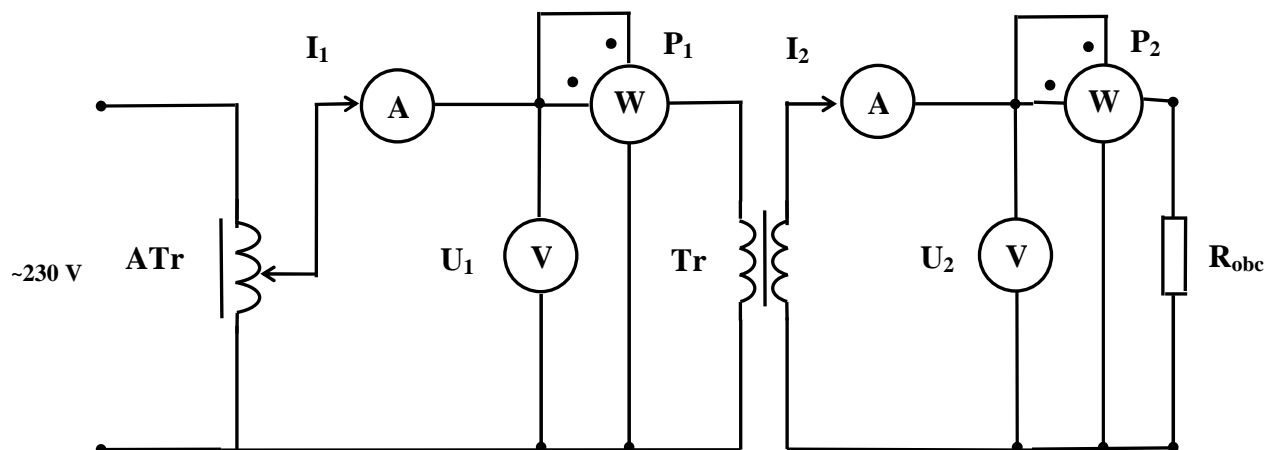 I₁
P₁
I₂
P₂
A
W
A
W
~230 V
ATr
U₁
V
Tr
U₂
V
Robc